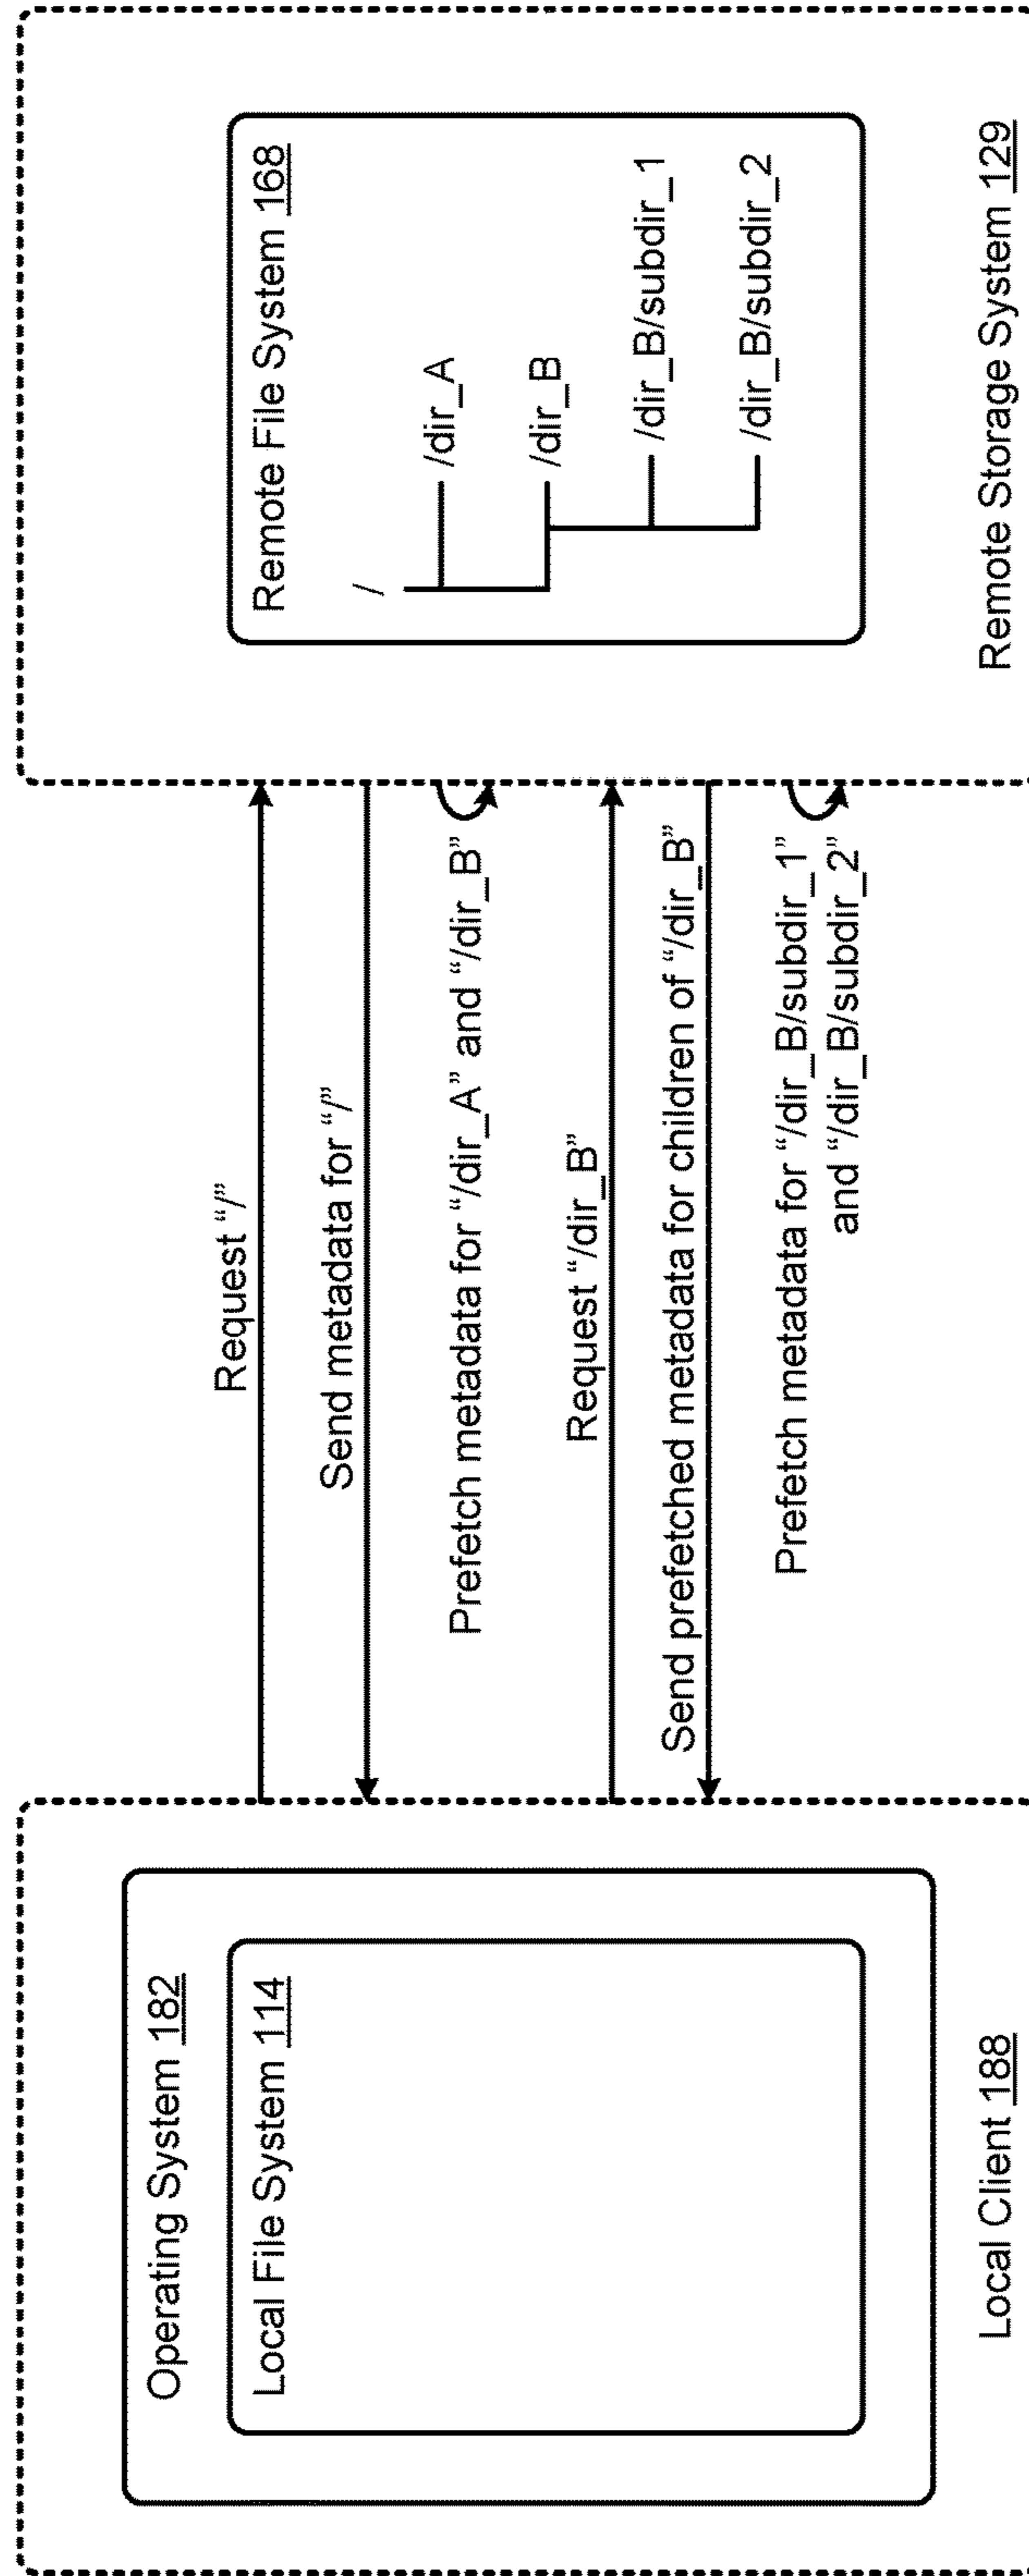 Operating System 182
Local File System 114
Local Client 188
Request “/”
Send metadata for “/”
Prefetch metadata for “/dir_A” and “/dir_B”
Request “/dir_B”
Send prefetched metadata for children of “/dir_B”
Prefetch metadata for “/dir_B/subdir_1”
and “/dir_B/subdir_2”
Remote File System 168
/
/dir_A
/dir_B
/dir_B/subdir_1
/dir_B/subdir_2
Remote Storage System 129